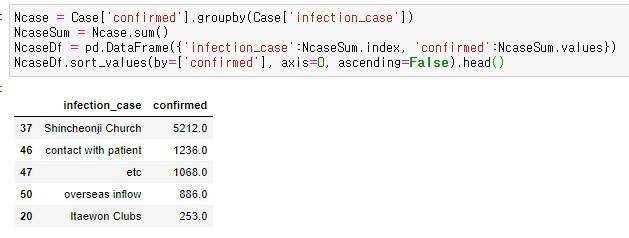 Ncase = Case['confirmed'].groupby(Case['infection_case'])
NcaseSum = Ncase.sum()
NcaseDf = pd.DataFrame({'infection_case':NcaseSum.index, 'confirmed':NcaseSum.values})
NcaseDf.sort_values(by=['confirmed'], axis=0, ascending=False).head()
infection_case confirmed
37 Shincheonji Church 5212.0
46 contact with patient 1236.0
47 etc 1068.0
50 overseas inflow 886.0
20 Itaewon Clubs 253.0